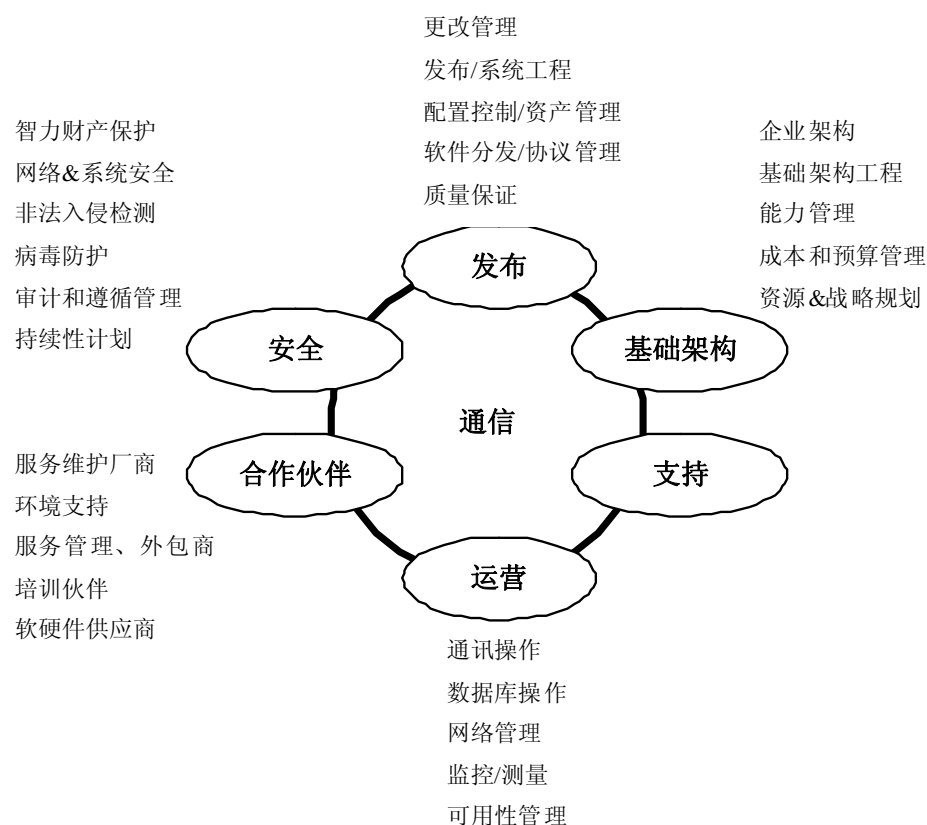 更改管理
发布/系统工程
配置控制/资产管理
软件分发/协议管理
质量保证
智力财产保护
网络&系统安全
非法入侵检测
病毒防护
审计和遵循管理
持续性计划
企业架构
基础架构工程
能力管理
成本和预算管理
资源&战略规划
发布
安全
基础架构
通信
合作伙伴
支持
运营
服务维护厂商
环境支持
服务管理、外包商
培训伙伴
软硬件供应商
通讯操作
数据库操作
网络管理
监控/测量
可用性管理